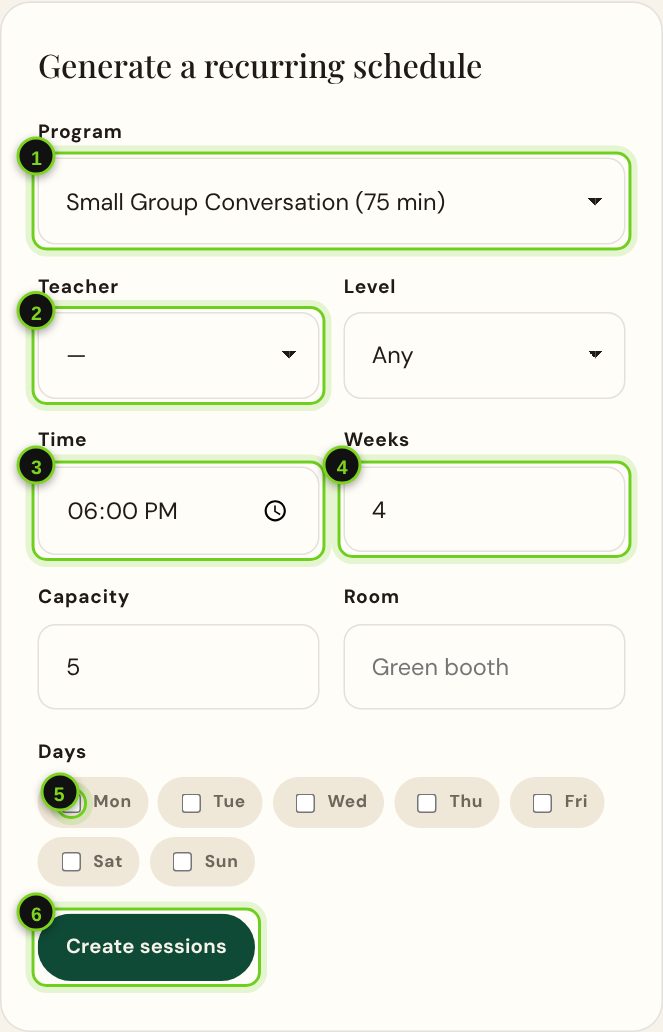 Generate a recurring schedule
Program
1
Small Group Conversation (75 min)
Teacher Level
2
— Any
Time Weeks
3 4
06:00 PM 4
Capacity Room
5 Green booth
Days
5 Mon Tue Wed Thu Fri
Sat Sun
6
Create sessions